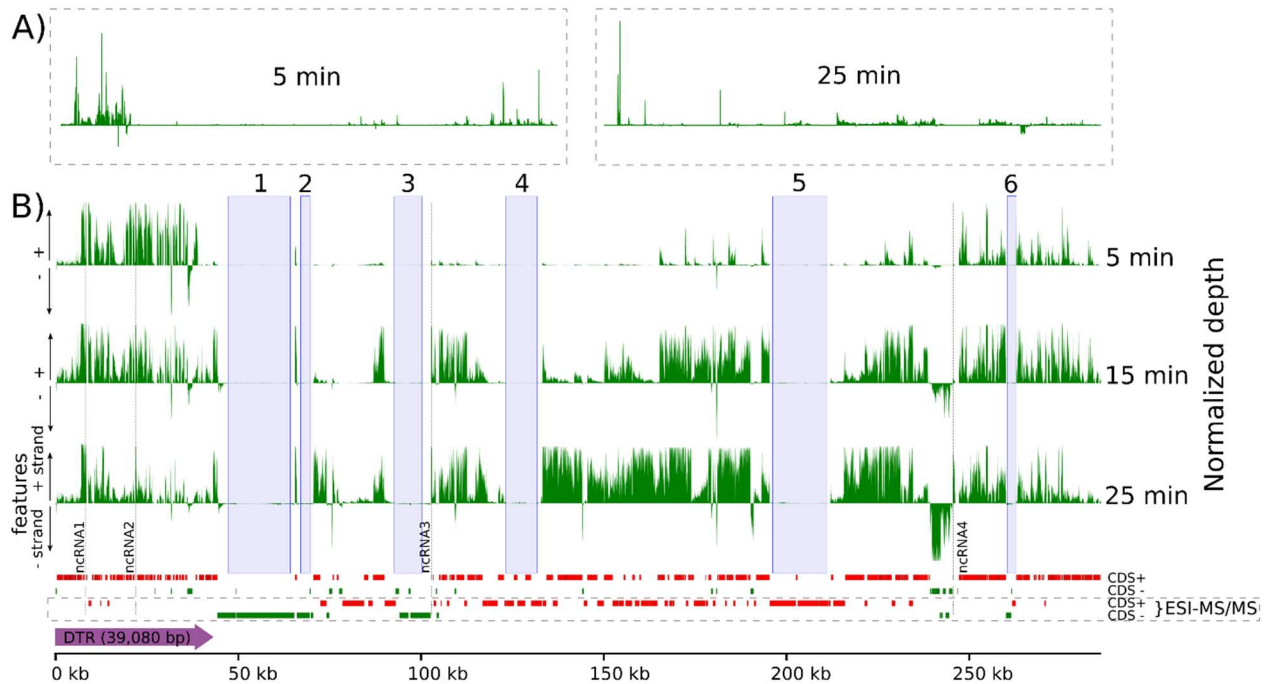 A)
5 min
25 min
1 2 3 4 5 6
B)
+
-
5 min
+
-
15 min
+ strand
- strand
features
25 min
Normalized depth
ncRNA1
ncRNA2
ncRNA3
ncRNA4
CDS+
CDS -
CDS+
CDS -
}ESI-MS/MS
DTR (39,080 bp)
0 kb 50 kb 100 kb 150 kb 200 kb 250 kb